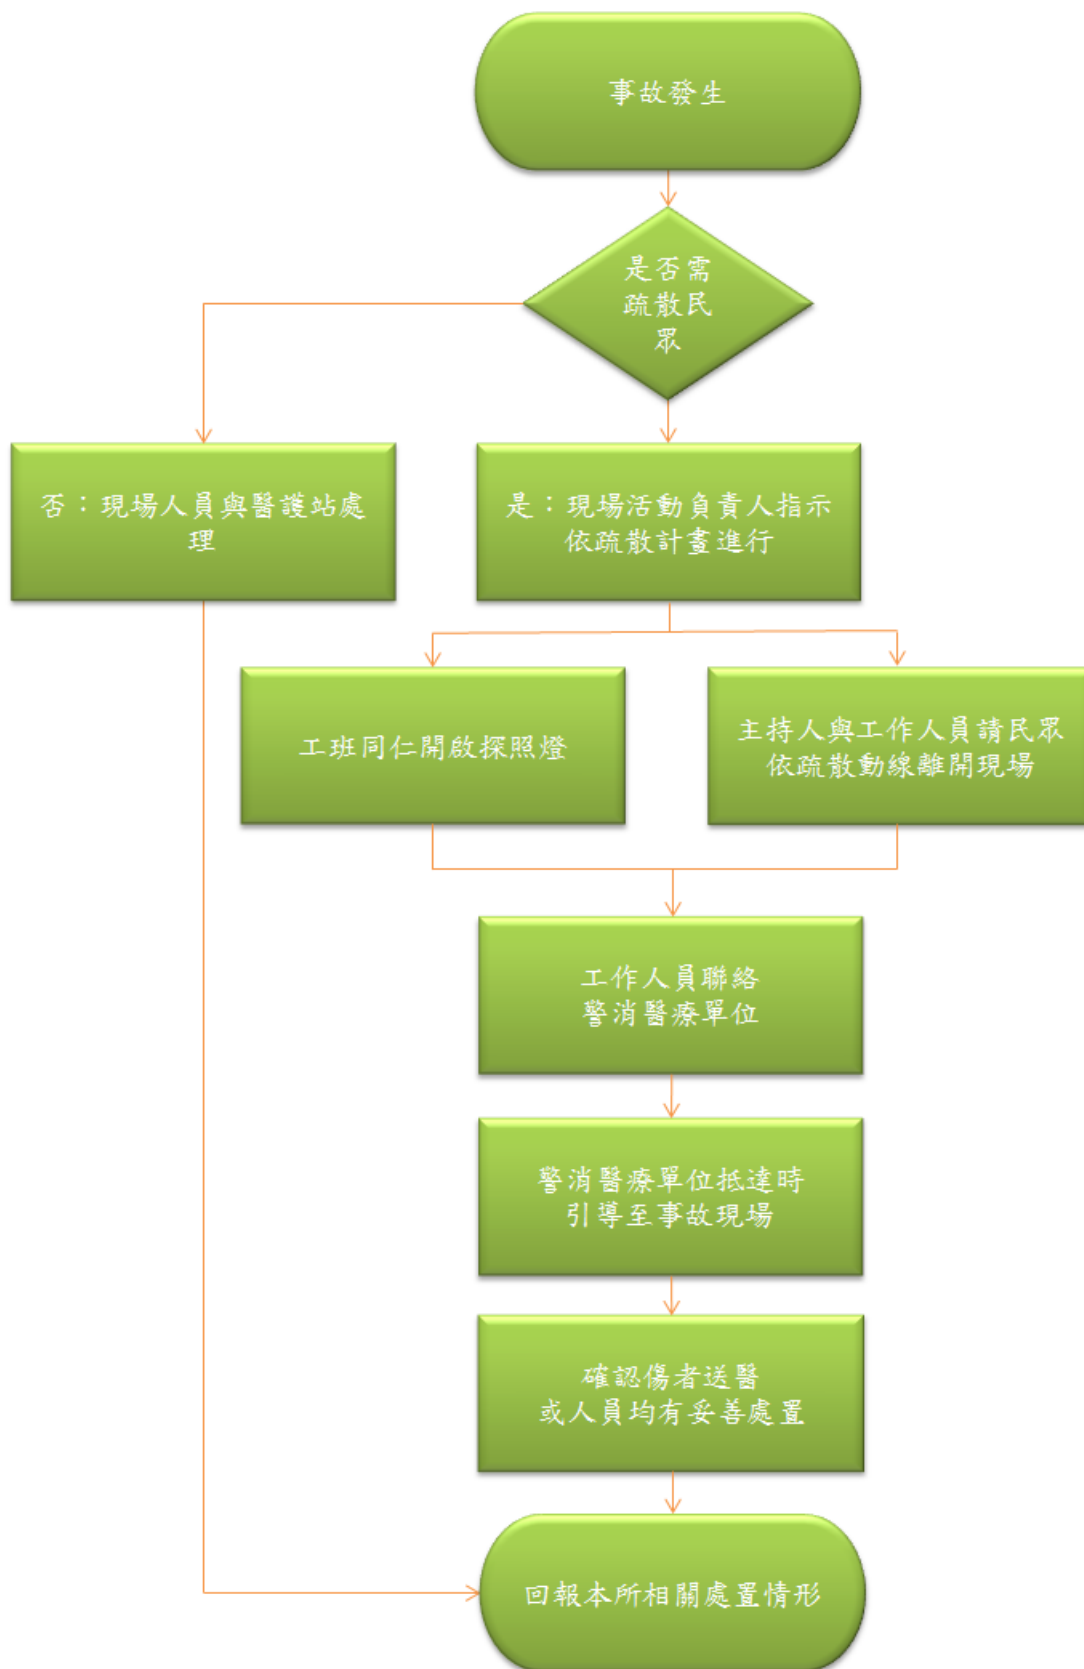 事故發生
是否需
疏散民
眾
否：現場人員與醫護站處
理
是：現場活動負責人指示
依疏散計畫進行
工班同仁開啟探照燈
主持人與工作人員請民眾
依疏散動線離開現場
工作人員聯絡
警消醫療單位
警消醫療單位抵達時
引導至事故現場
確認傷者送醫
或人員均有妥善處置
回報本所相關處置情形